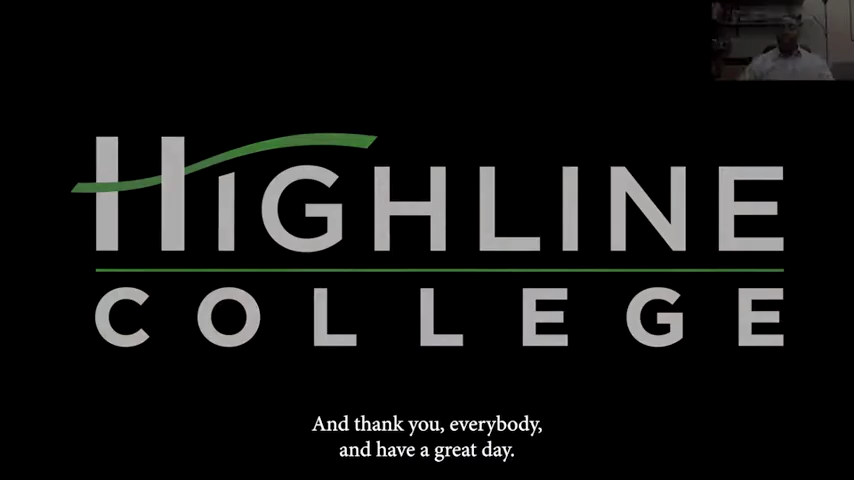 HIGHLINE
COLLEGE
And thank you, everybody,
and have a great day.